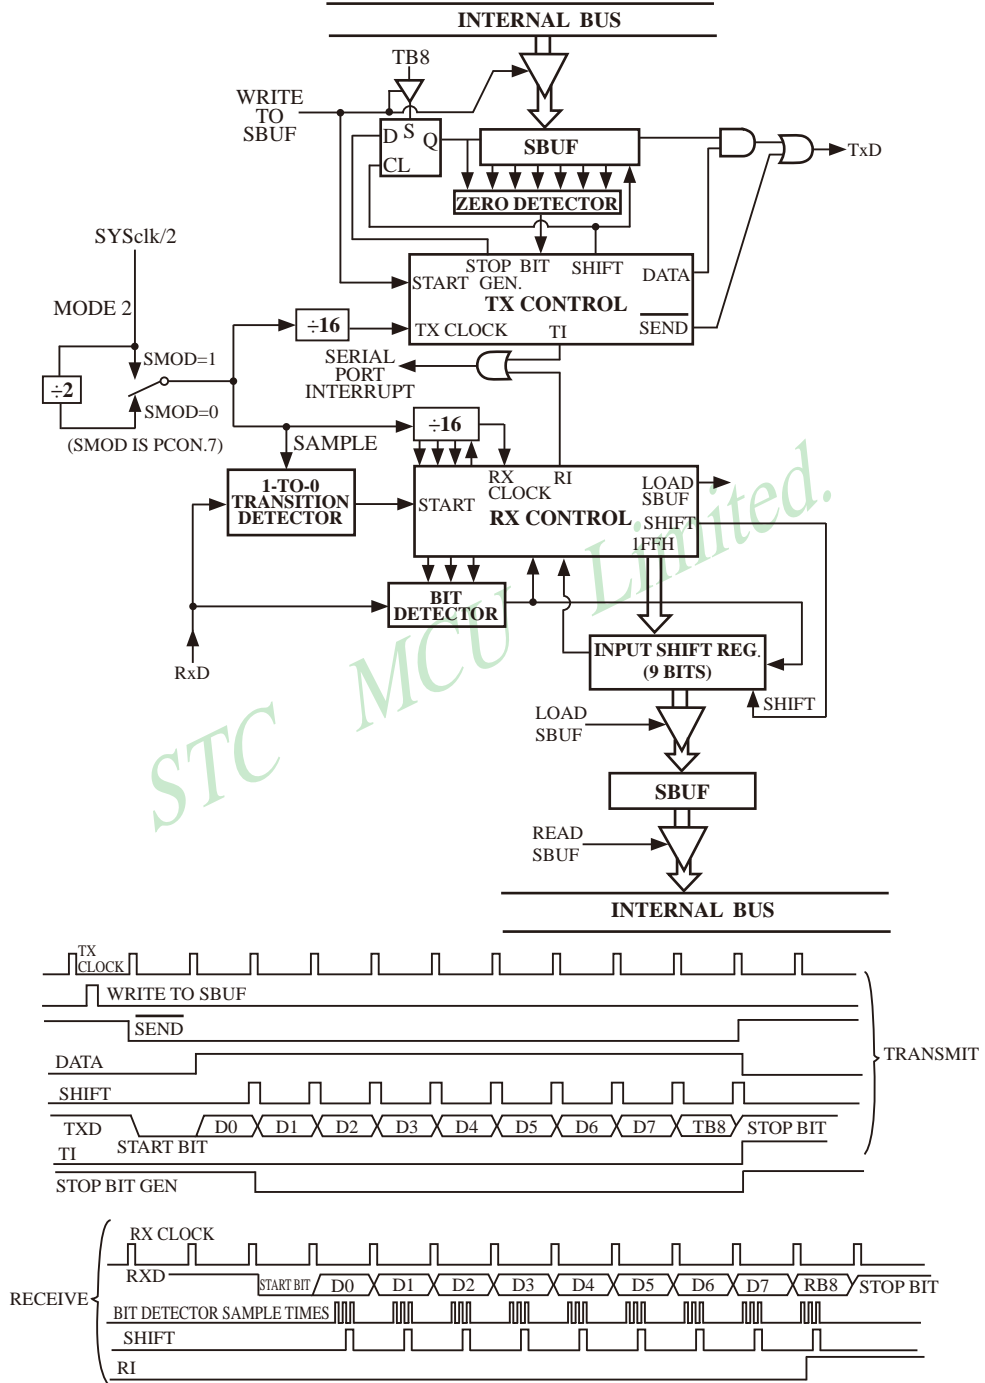 INTERNAL BUS
TB8
WRITE
TO
SBUF
D
S
Q
CL
SBUF
TxD
ZERO DETECTOR
SYSclk/2
STOP BIT
GEN.
SHIFT
DATA
START
TX CONTROL
MODE 2
÷16
TX CLOCK
TI
SEND
SMOD=1
SERIAL
PORT
INTERRUPT
÷2
SMOD=0
(SMOD IS PCON.7)
SAMPLE
÷16
1-TO-0
TRANSITION
DETECTOR
START
RX
CLOCK
RI
LOAD
SBUF
RX CONTROL
SHIFT
1FFH
BIT
DETECTOR
RxD
INPUT SHIFT REG.
(9 BITS)
SHIFT
LOAD
SBUF
SBUF
READ
SBUF
INTERNAL BUS
STC MCU Limited.
TX
CLOCK
WRITE TO SBUF
SEND
DATA
TRANSMIT
SHIFT
TXD
START BIT
D0 D1 D2 D3 D4 D5 D6 D7 TB8
STOP BIT
TI
STOP BIT GEN
RX CLOCK
RXD
START BIT
D0 D1 D2 D3 D4 D5 D6 D7 RB8
STOP BIT
RECEIVE
BIT DETECTOR SAMPLE TIMES
SHIFT
RI